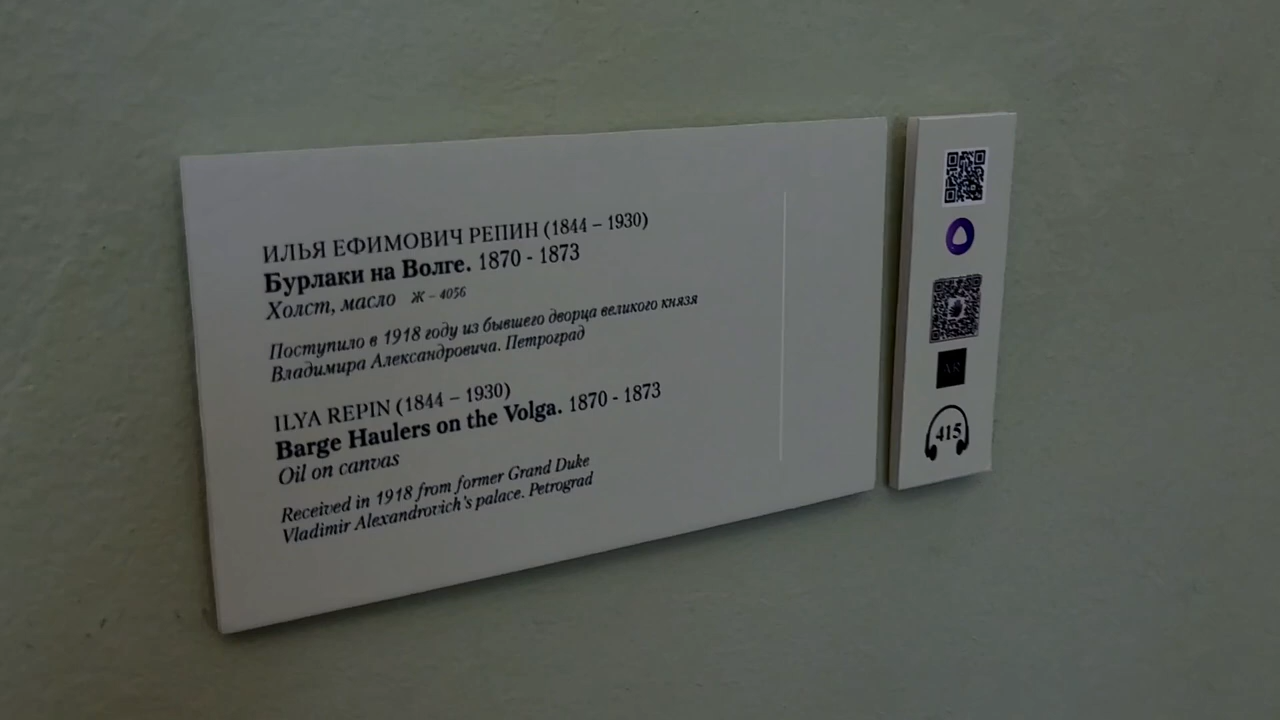 ИЛЬЯ ЕФИМОВИЧ РЕПИН (1844 – 1930)
Бурлаки на Волге. 1870 - 1873
Холст, масло Ж – 4056
Поступило в 1918 году из бывшего дворца великого князя
Владимира Александровича. Петроград
ILYA REPIN (1844 – 1930)
Barge Haulers on the Volga. 1870 - 1873
Oil on canvas
Received in 1918 from former Grand Duke
Vladimir Alexandrovich's palace. Petrograd
AR
415